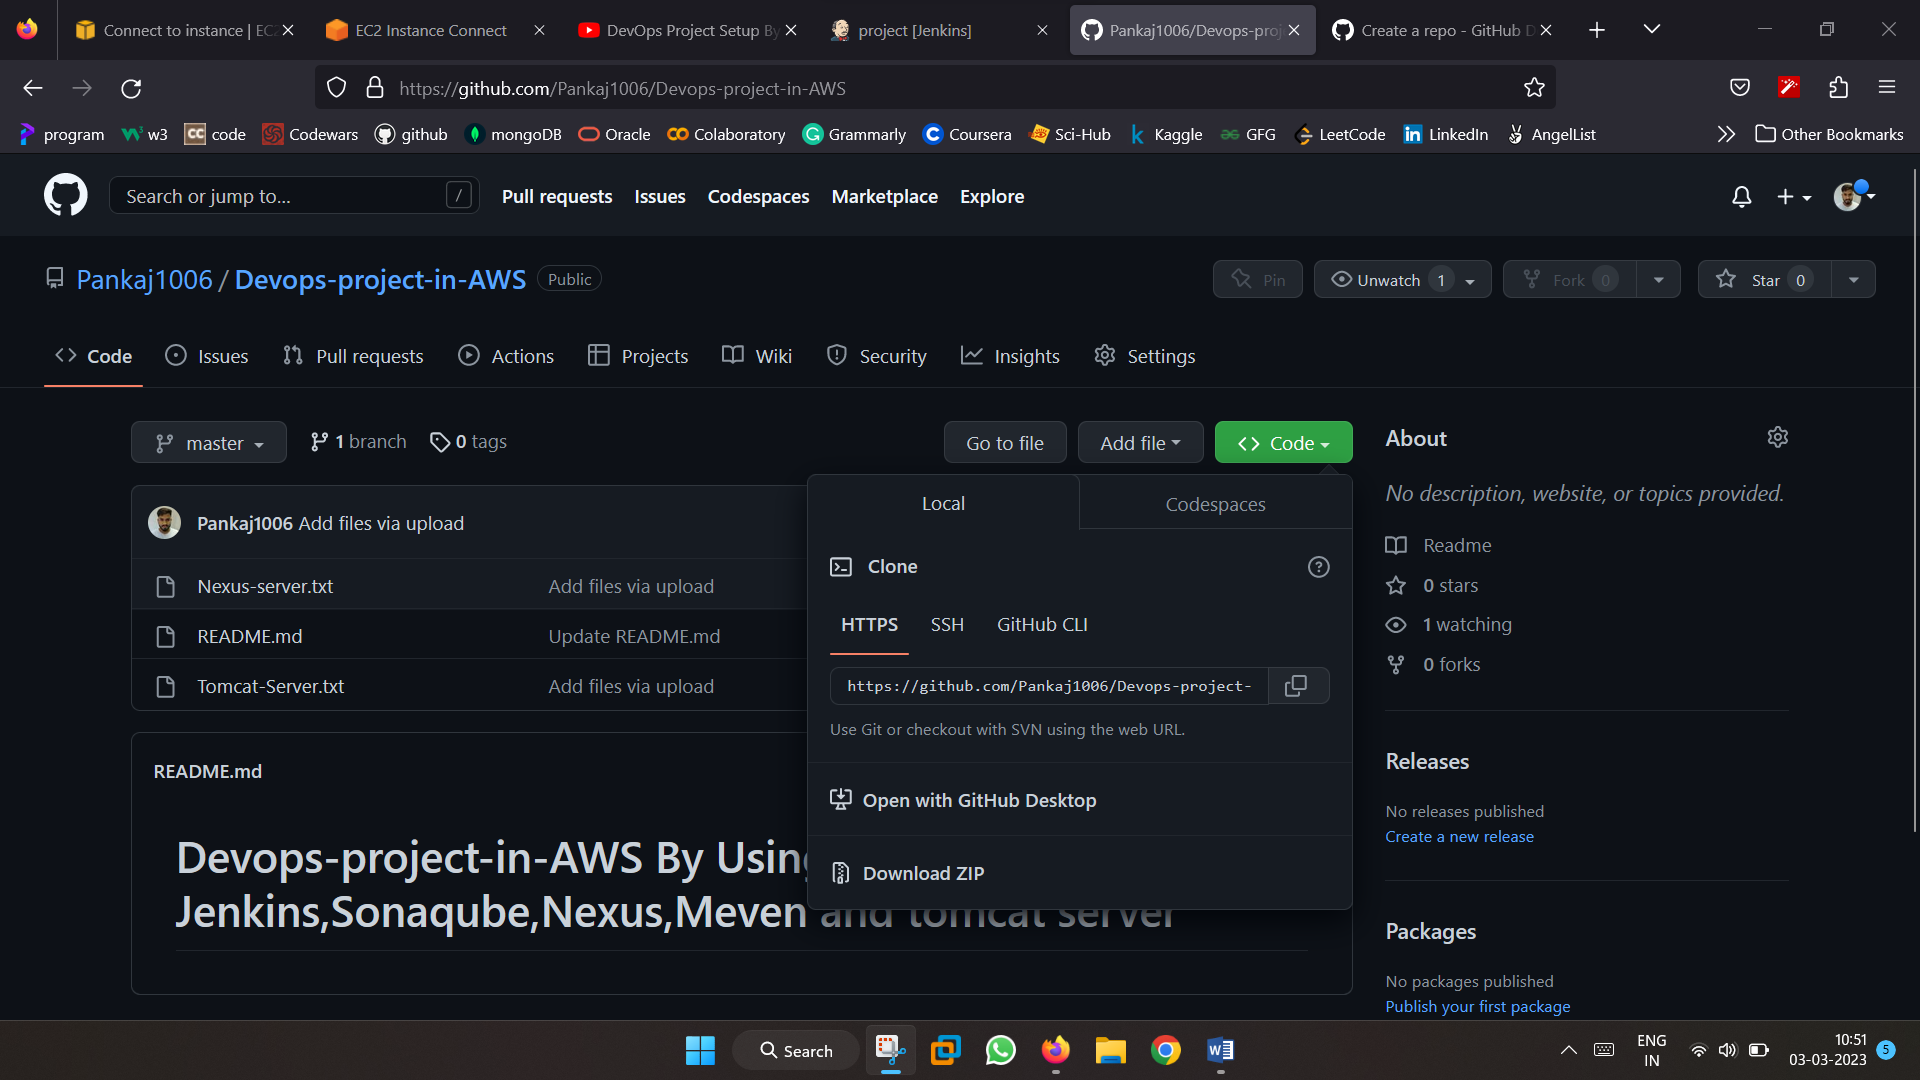 Connect to instance | EC2
EC2 Instance Connect
DevOps Project Setup By
project [Jenkins]
Pankaj1006/Devops-proj
Create a repo - GitHub D
https://github.com/Pankaj1006/Devops-project-in-AWS
program
w3
code
Codewars
github
mongoDB
Oracle
Colaboratory
Grammarly
Coursera
Sci-Hub
Kaggle
GFG
LeetCode
LinkedIn
AngelList
Other Bookmarks
Search or jump to...
/
Pull requests
Issues
Codespaces
Marketplace
Explore
Pankaj1006 / Devops-project-in-AWS
Public
Pin
Unwatch 1
Fork 0
Star 0
Code
Issues
Pull requests
Actions
Projects
Wiki
Security
Insights
Settings
master
1 branch
0 tags
Go to file
Add file
Code
Pankaj1006 Add files via upload
Nexus-server.txt
Add files via upload
README.md
Update README.md
Tomcat-Server.txt
Add files via upload
Local
Codespaces
Clone
HTTPS
SSH
GitHub CLI
https://github.com/Pankaj1006/Devops-project-
Use Git or checkout with SVN using the web URL.
Open with GitHub Desktop
Download ZIP
README.md
Devops-project-in-AWS By Using
Jenkins,Sonaqube,Nexus,Meven and tomcat server
About
No description, website, or topics provided.
Readme
0 stars
1 watching
0 forks
Releases
No releases published
Create a new release
Packages
No packages published
Publish your first package
Search
ENG
IN
10:51
03-03-2023
5